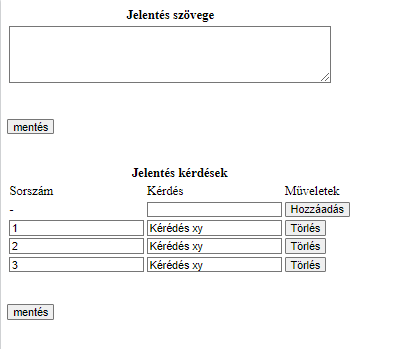 Jelentés szövege
mentés
Jelentés kérdések
Sorszám Kérdés Müveletek
- Hozzáadás
1 Kérédés xy Törlés
2 Kérédés xy Törlés
3 Kérédés xy Törlés
mentés